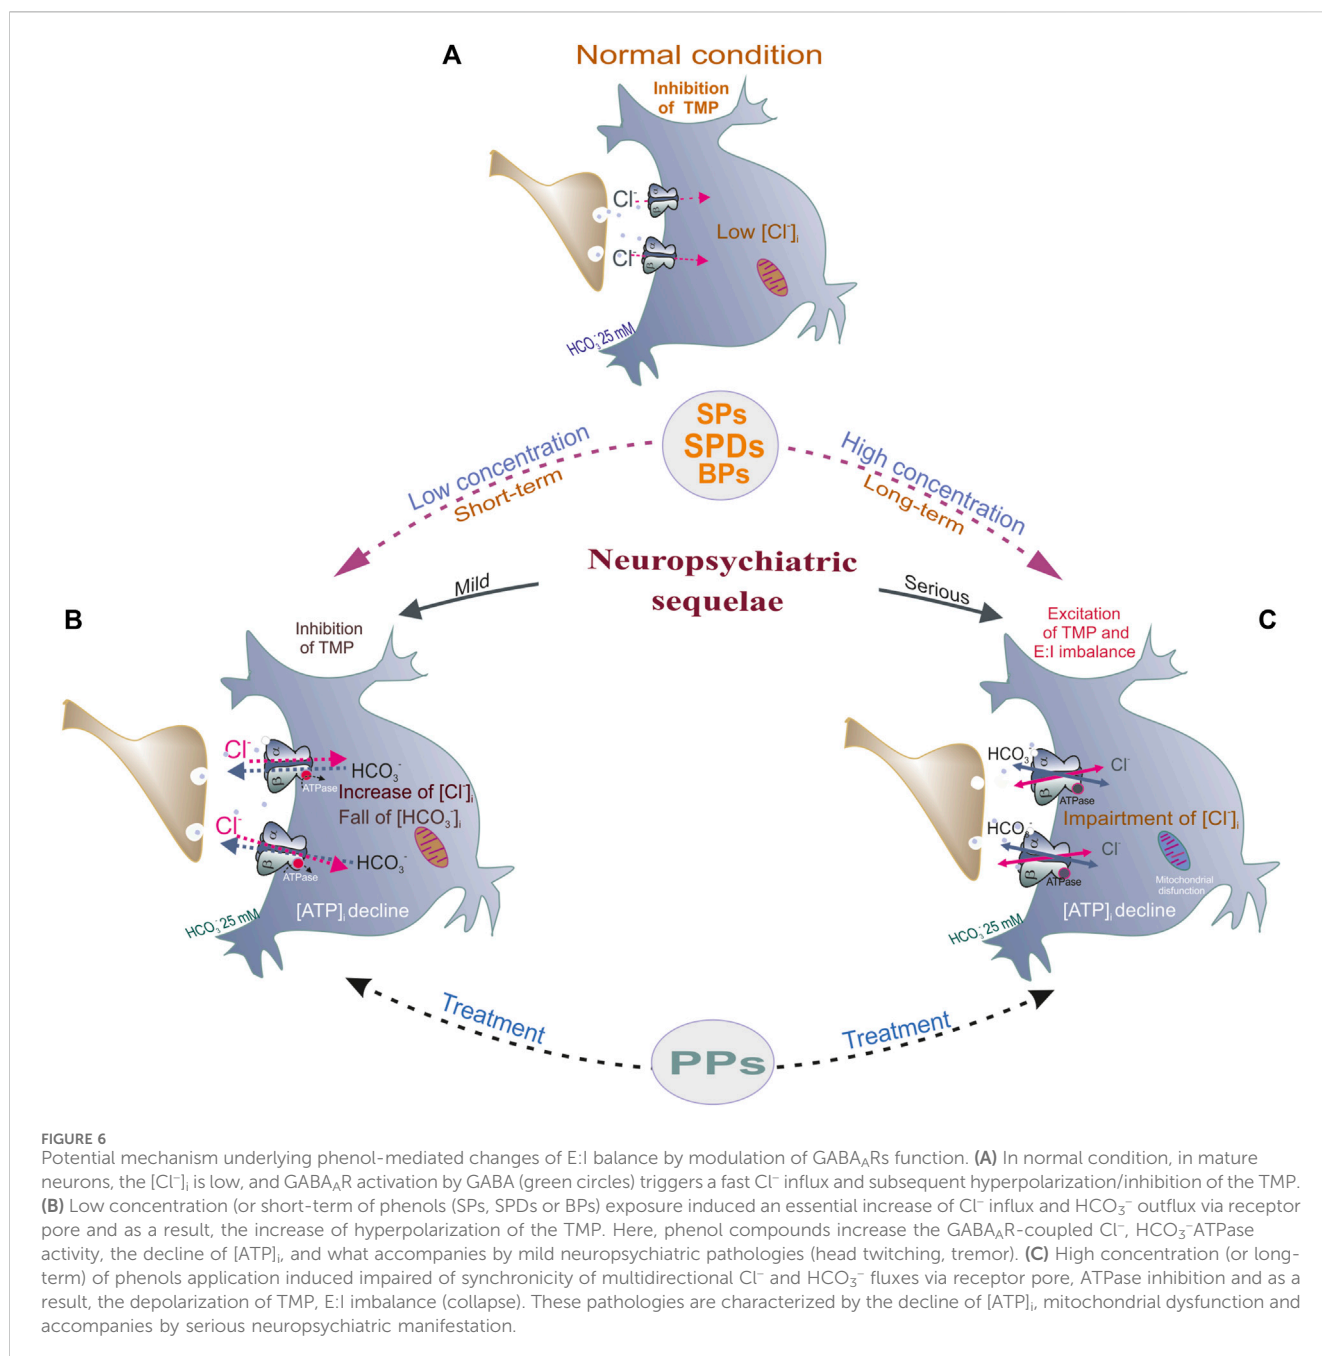 A
Normal condition
Inhibition
of TMP
Cl⁻
α
β
Low [Cl⁻]ᵢ
Cl⁻
α
β
HCO₃⁻ 25 mM
SPs
SPDs
BPs
Low concentration
Short-term
High concentration
Long-term
Neuropsychiatric
sequelae
Mild
Serious
B
Inhibition
of TMP
Cl⁻
α
β
HCO₃⁻
ATPase
Increase of [Cl⁻]ᵢ
Fall of [HCO₃⁻]ᵢ
Cl⁻
α
β
HCO₃⁻
ATPase
[ATP]ᵢ decline
HCO₃⁻ 25 mM
C
Excitation
of TMP and
E:I imbalance
HCO₃⁻
α
β
Cl⁻
ATPase
Impairtment of [Cl⁻]ᵢ
HCO₃⁻
α
β
Cl⁻
ATPase
Mitochondrial
disfunction
[ATP]ᵢ decline
HCO₃⁻ 25 mM
Treatment
PPs
Treatment
FIGURE 6
Potential mechanism underlying phenol-mediated changes of E:I balance by modulation of GABA_ARs function. (A) In normal condition, in mature
neurons, the [Cl⁻]ᵢ is low, and GABA_AR activation by GABA (green circles) triggers a fast Cl⁻ influx and subsequent hyperpolarization/inhibition of the TMP.
(B) Low concentration (or short-term of phenols (SPs, SPDs or BPs) exposure induced an essential increase of Cl⁻ influx and HCO₃⁻ outflux via receptor
pore and as a result, the increase of hyperpolarization of the TMP. Here, phenol compounds increase the GABA_AR-coupled Cl⁻, HCO₃⁻ATPase
activity, the decline of [ATP]ᵢ, and what accompanies by mild neuropsychiatric pathologies (head twitching, tremor). (C) High concentration (or long-
term) of phenols application induced impaired of synchronicity of multidirectional Cl⁻ and HCO₃⁻ fluxes via receptor pore, ATPase inhibition and as a
result, the depolarization of TMP, E:I imbalance (collapse). These pathologies are characterized by the decline of [ATP]ᵢ, mitochondrial dysfunction and
accompanies by serious neuropsychiatric manifestation.